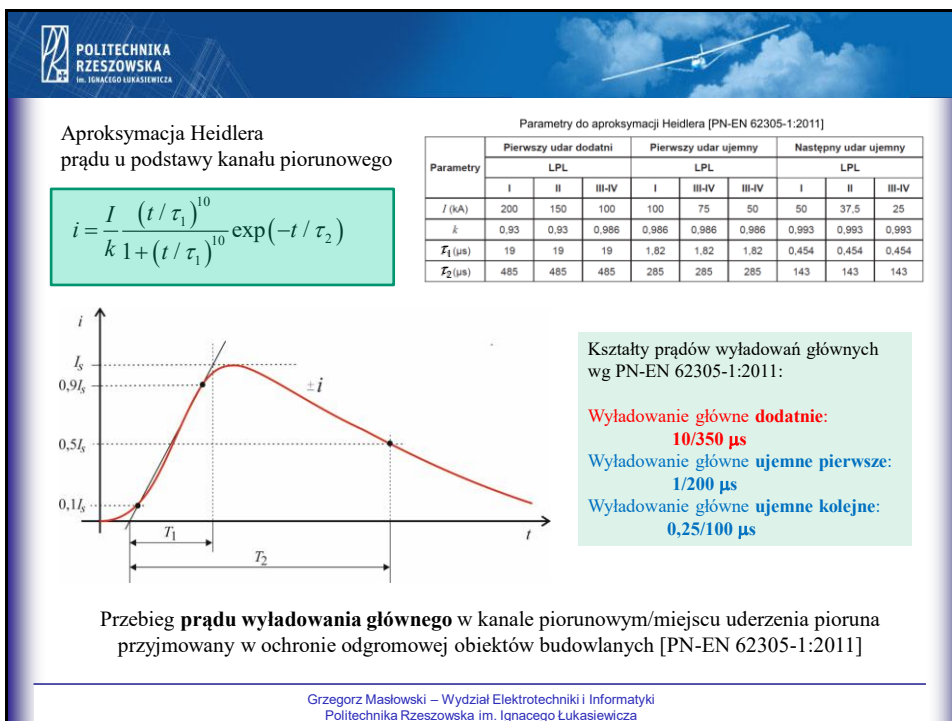 POLITECHNIKA
RZESZOWSKA
im. IGNACEGO ŁUKASIEWICZA
Aproksymacja Heidlera
prądu u podstawy kanału piorunowego
i = I/k (t / τ₁)¹⁰ / (1 + (t / τ₁)¹⁰) exp(−t / τ₂)
Parametry do aproksymacji Heidlera [PN-EN 62305-1:2011]
Parametry Pierwszy udar dodatni Pierwszy udar ujemny Następny udar ujemny
LPL LPL LPL
I II III-IV I III-IV III-IV I II III-IV
I (kA) 200 150 100 100 75 50 50 37,5 25
k 0,93 0,93 0,986 0,986 0,986 0,986 0,993 0,993 0,993
τ₁(µs) 19 19 19 1,82 1,82 1,82 0,454 0,454 0,454
τ₂(µs) 485 485 485 285 285 285 143 143 143
i
Iₛ
0,9Iₛ
± i
0,5Iₛ
0,1Iₛ
T₁
t
T₂
Kształty prądów wyładowań głównych
wg PN-EN 62305-1:2011:
Wyładowanie główne dodatnie:
10/350 µs
Wyładowanie główne ujemne pierwsze:
1/200 µs
Wyładowanie główne ujemne kolejne:
0,25/100 µs
Przebieg prądu wyładowania głównego w kanale piorunowym/miejscu uderzenia pioruna
przyjmowany w ochronie odgromowej obiektów budowlanych [PN-EN 62305-1:2011]
Grzegorz Masłowski – Wydział Elektrotechniki i Informatyki
Politechnika Rzeszowska im. Ignacego Łukasiewicza